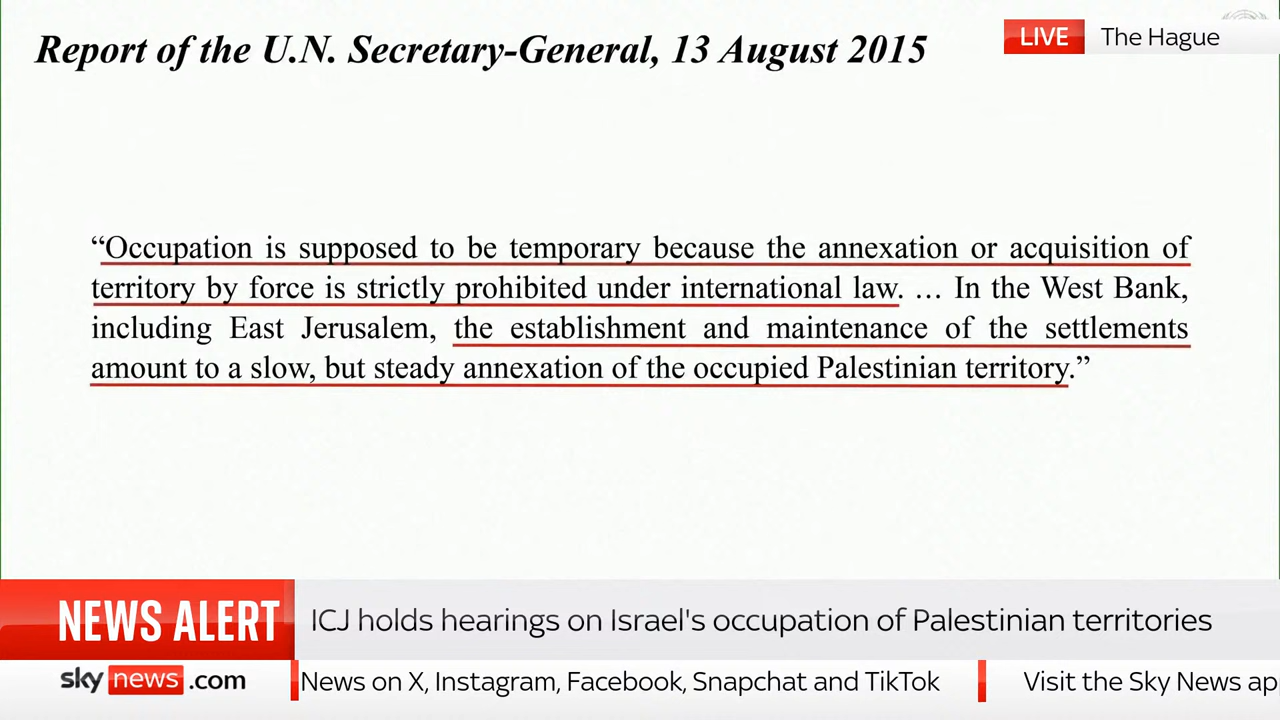 Report of the U.N. Secretary-General, 13 August 2015
LIVE The Hague
“Occupation is supposed to be temporary because the annexation or acquisition of
territory by force is strictly prohibited under international law. … In the West Bank,
including East Jerusalem, the establishment and maintenance of the settlements
amount to a slow, but steady annexation of the occupied Palestinian territory.”
NEWS ALERT ICJ holds hearings on Israel's occupation of Palestinian territories
sky news .com News on X, Instagram, Facebook, Snapchat and TikTok Visit the Sky News ap